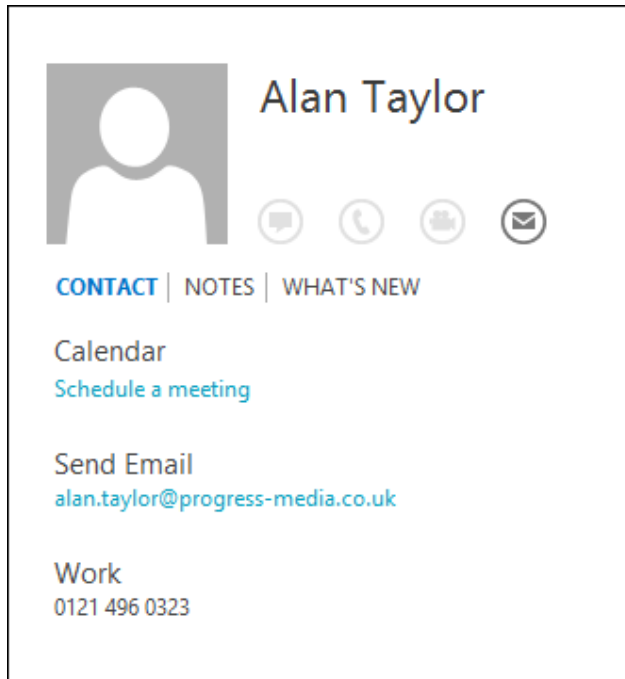 Alan Taylor
CONTACT | NOTES | WHAT'S NEW
Calendar
Schedule a meeting
Send Email
alan.taylor@progress-media.co.uk
Work
0121 496 0323